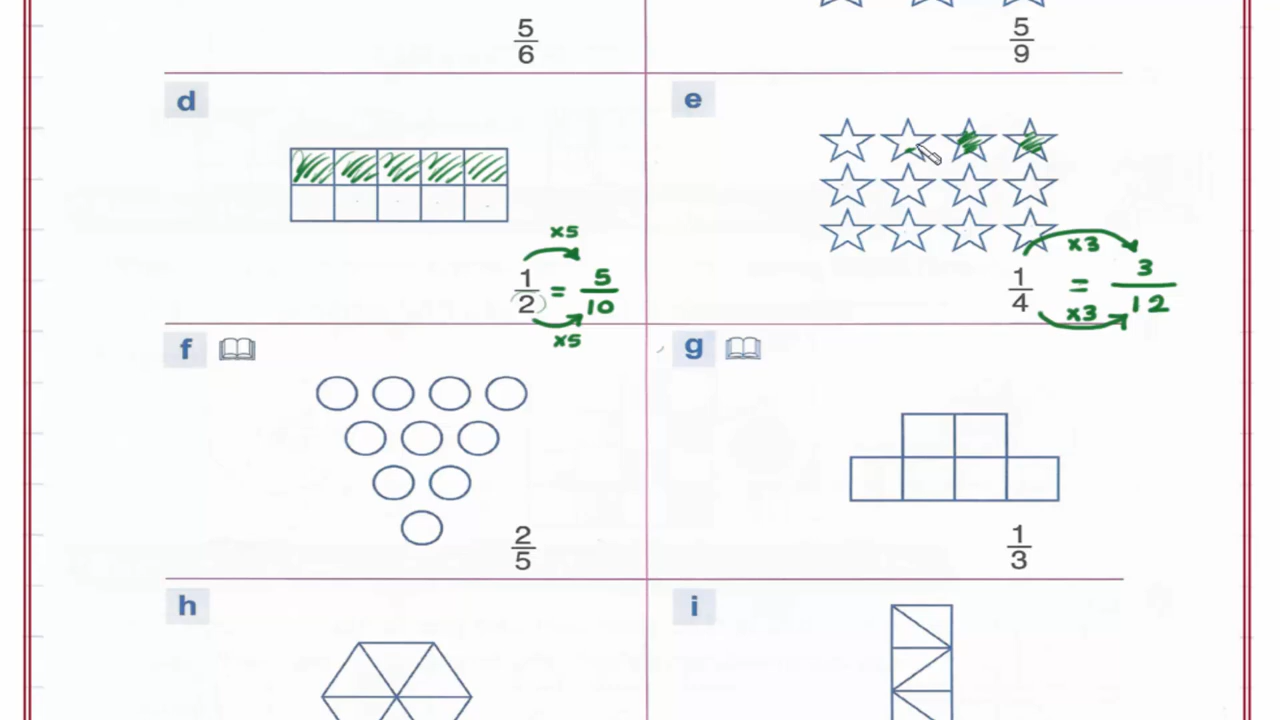 5/6
5/9
d
×5
1/2 = 5/10
×5
e
×3
1/4 = 3/12
×3
f
2/5
g
1/3
h
i